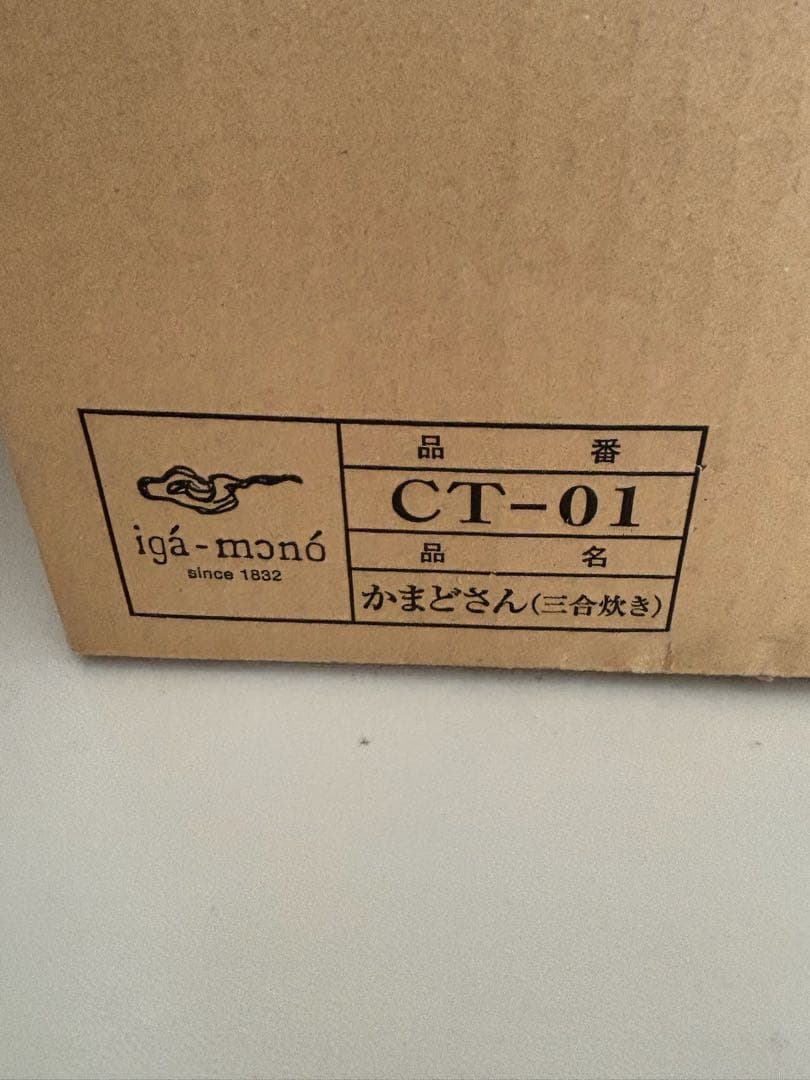 igá-mɔnó
since 1832
品 番
CT-01
品 名
かまどさん(三合炊き)